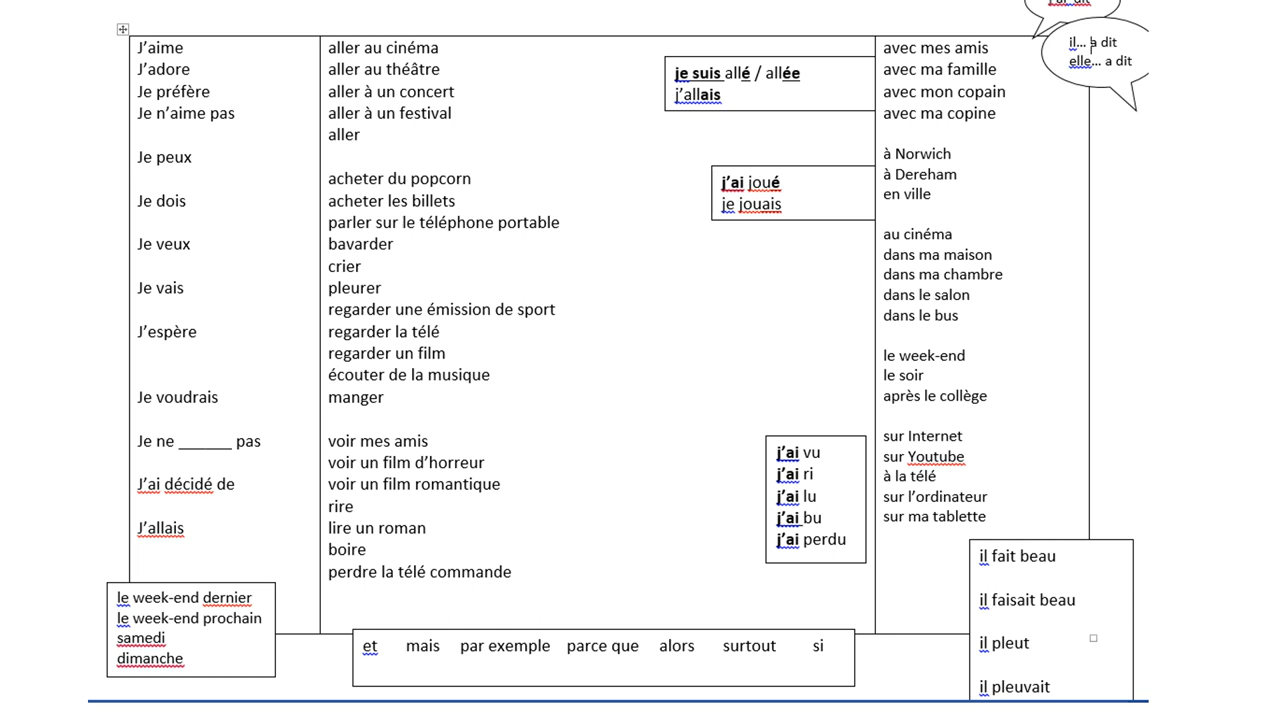 J'ai dit
il... a dit
elle... a dit
J'aime
J'adore
Je préfère
Je n'aime pas
Je peux
Je dois
Je veux
Je vais
J'espère
Je voudrais
Je ne ______ pas
J'ai décidé de
J'allais
aller au cinéma
aller au théâtre
aller à un concert
aller à un festival
aller
acheter du popcorn
acheter les billets
parler sur le téléphone portable
bavarder
crier
pleurer
regarder une émission de sport
regarder la télé
regarder un film
écouter de la musique
manger
voir mes amis
voir un film d'horreur
voir un film romantique
rire
lire un roman
boire
perdre la télé commande
je suis allé / allée
j'allais
j'ai joué
je jouais
j'ai vu
j'ai ri
j'ai lu
j'ai bu
j'ai perdu
avec mes amis
avec ma famille
avec mon copain
avec ma copine
à Norwich
à Dereham
en ville
au cinéma
dans ma maison
dans ma chambre
dans le salon
dans le bus
le week-end
le soir
après le collège
sur Internet
sur Youtube
à la télé
sur l'ordinateur
sur ma tablette
il fait beau
il faisait beau
il pleut
il pleuvait
le week-end dernier
le week-end prochain
samedi
dimanche
et mais par exemple parce que alors surtout si